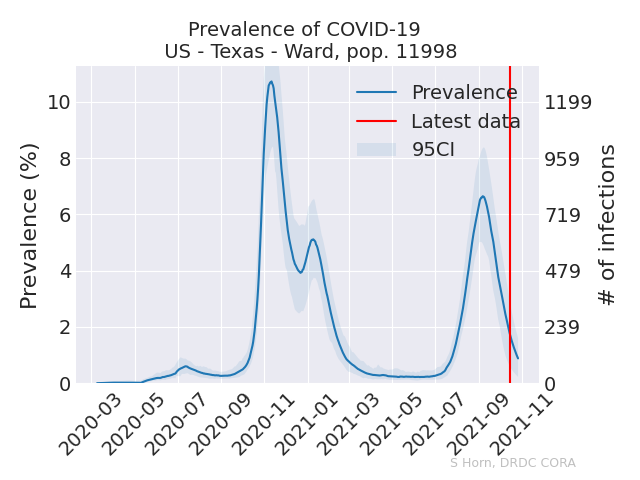 Prevalence of COVID-19
US - Texas - Ward, pop. 11998
Prevalence
Latest data
95CI
Prevalence (%)
10
8
6
4
2
0
# of infections
1199
959
719
479
239
0
2020-03
2020-05
2020-07
2020-09
2020-11
2021-01
2021-03
2021-05
2021-07
2021-09
2021-11
S Horn, DRDC CORA